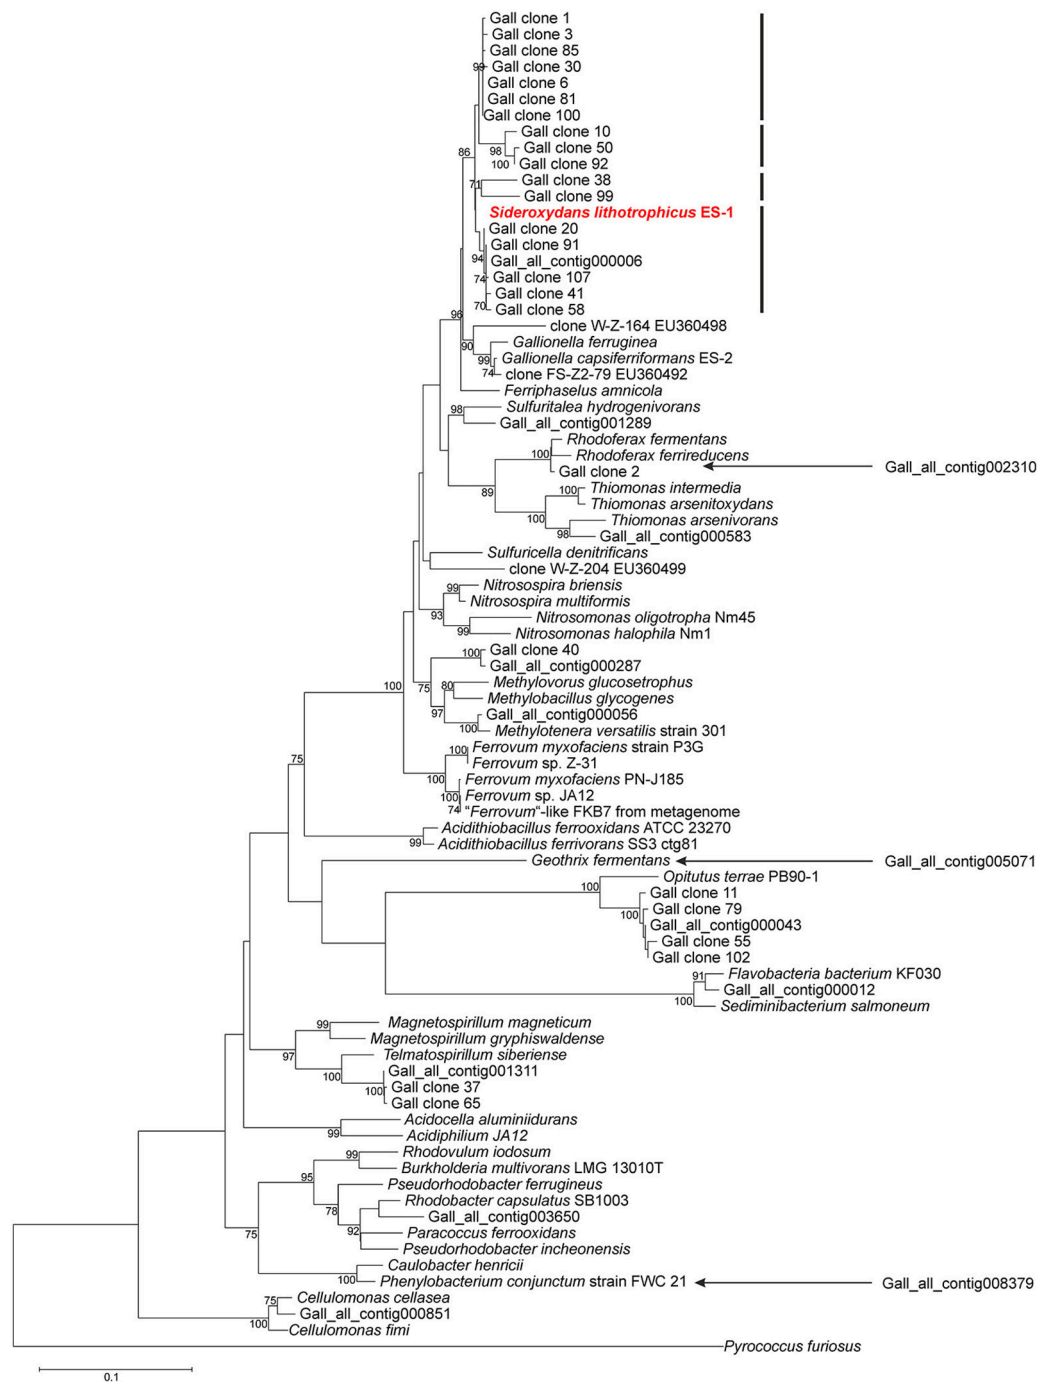 Gall clone 1
Gall clone 3
Gall clone 85
99
Gall clone 30
Gall clone 6
Gall clone 81
Gall clone 100
Gall clone 10
86
98
Gall clone 50
100
Gall clone 92
Gall clone 38
71
Gall clone 99
Sideroxydans lithotrophicus ES-1
Gall clone 20
Gall clone 91
94
Gall_all_contig000006
74
Gall clone 107
Gall clone 41
70
Gall clone 58
96
clone W-Z-164 EU360498
90
Gallionella ferruginea
99
Gallionella capsiferriformans ES-2
74
clone FS-Z2-79 EU360492
Ferriphaselus amnicola
98
Sulfuritalea hydrogenivorans
Gall_all_contig001289
Rhodoferax fermentans
100
Rhodoferax ferrireducens
Gall clone 2
Gall_all_contig002310
89
100
Thiomonas intermedia
Thiomonas arsenitoxydans
100
Thiomonas arsenivorans
98
Gall_all_contig000583
Sulfuricella denitrificans
clone W-Z-204 EU360499
99
Nitrosospira briensis
Nitrosospira multiformis
93
Nitrosomonas oligotropha Nm45
99
Nitrosomonas halophila Nm1
100
Gall clone 40
Gall_all_contig000287
100
75
80
Methylovorus glucosetrophus
Methylobacillus glycogenes
97
Gall_all_contig000056
100
Methylotenera versatilis strain 301
100
Ferrovum myxofaciens strain P3G
75
Ferrovum sp. Z-31
100
Ferrovum myxofaciens PN-J185
100
Ferrovum sp. JA12
74
“Ferrovum“-like FKB7 from metagenome
Acidithiobacillus ferrooxidans ATCC 23270
99
Acidithiobacillus ferrivorans SS3 ctg81
Geothrix fermentans
Gall_all_contig005071
Opitutus terrae PB90-1
100
Gall clone 11
100
Gall clone 79
Gall_all_contig000043
Gall clone 55
Gall clone 102
91
Flavobacteria bacterium KF030
Gall_all_contig000012
100
Sediminibacterium salmoneum
99
Magnetospirillum magneticum
Magnetospirillum gryphiswaldense
97
Telmatospirillum siberiense
100
Gall_all_contig001311
100
Gall clone 37
Gall clone 65
Acidocella aluminiidurans
99
Acidiphilium JA12
99
Rhodovulum iodosum
Burkholderia multivorans LMG 13010T
95
Pseudorhodobacter ferrugineus
78
Rhodobacter capsulatus SB1003
Gall_all_contig003650
75
92
Paracoccus ferrooxidans
Pseudorhodobacter incheonensis
Caulobacter henricii
100
Phenylobacterium conjunctum strain FWC 21
Gall_all_contig008379
75
Cellulomonas cellasea
Gall_all_contig000851
100
Cellulomonas fimi
Pyrococcus furiosus
0.1